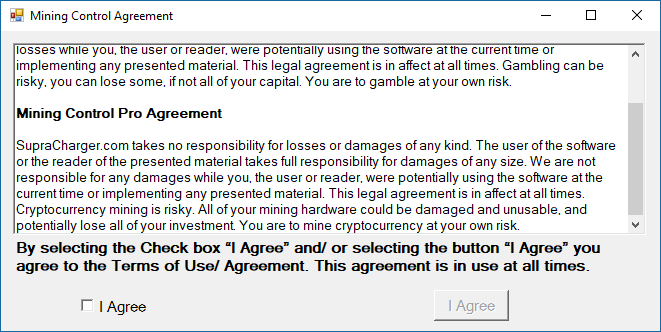 Mining Control Agreement
losses while you, the user or reader, were potentially using the software at the current time or
implementing any presented material. This legal agreement is in affect at all times. Gambling can be
risky, you can lose some, if not all of your capital. You are to gamble at your own risk.
Mining Control Pro Agreement
SupraCharger.com takes no responsibility for losses or damages of any kind. The user of the software
or the reader of the presented material takes full responsibility for damages of any size. We are not
responsible for any damages while you, the user or reader, were potentially using the software at the
current time or implementing any presented material. This legal agreement is in affect at all times.
Cryptocurrency mining is risky. All of your mining hardware could be damaged and unusable, and
potentially lose all of your investment. You are to mine cryptocurrency at your own risk.
By selecting the Check box “I Agree” and/ or selecting the button “I Agree” you
agree to the Terms of Use/ Agreement. This agreement is in use at all times.
I Agree
I Agree